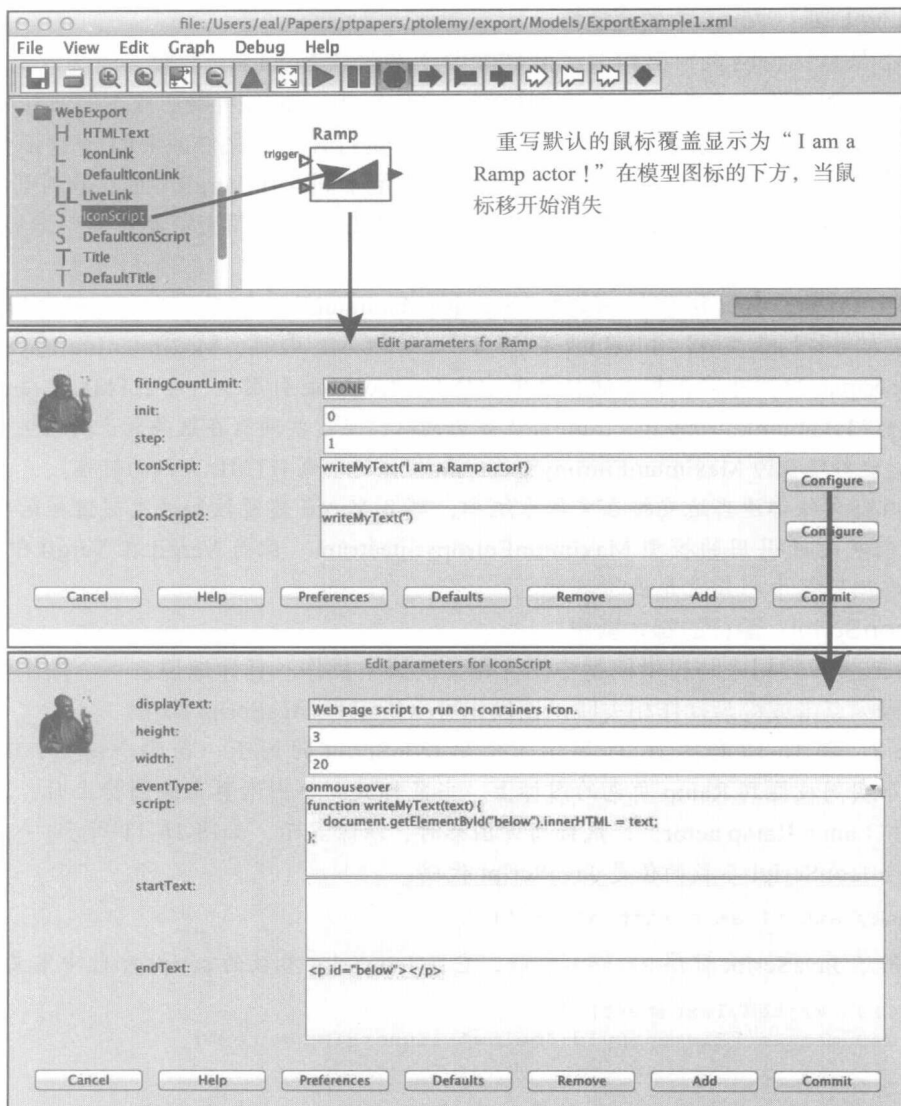 file:/Users/eal/Papers/ptpapers/ptolemy/export/Models/ExportExample1.xml
File View Edit Graph Debug Help
WebExport
H HTMLText
L IconLink
L DefaultIconLink
LL LiveLink
S IconScript
S DefaultIconScript
T Title
T DefaultTitle
Ramp
trigger
重写默认的鼠标覆盖显示为“I am a
Ramp actor!”在模型图标的下方，当鼠
标移开始消失
Edit parameters for Ramp
firingCountLimit: NONE
init: 0
step: 1
IconScript: writeMyText('I am a Ramp actor!')
Configure
IconScript2: writeMyText('')
Configure
Cancel Help Preferences Defaults Remove Add Commit
Edit parameters for IconScript
displayText: Web page script to run on containers icon.
height: 3
width: 20
eventType: onmouseover
script: function writeMyText(text) {
document.getElementById("below").innerHTML = text;
};
startText:
endText: <p id="below"></p>
Cancel Help Preferences Defaults Remove Add Commit